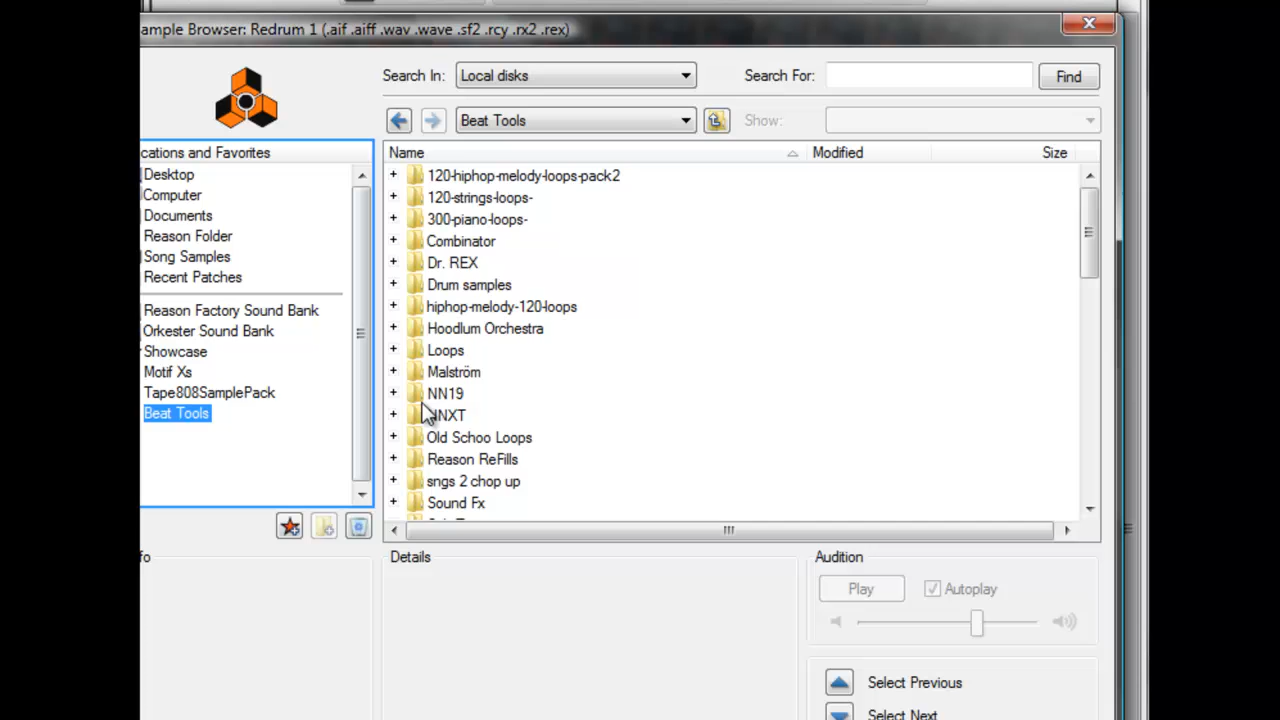 ample Browser: Redrum 1 (.aif .aiff .wav .wave .sf2 .rcy .rx2 .rex)
Search In: Local disks Search For: Find
Beat Tools Show:
cations and Favorites
Desktop
Computer
Documents
Reason Folder
Song Samples
Recent Patches
Reason Factory Sound Bank
Orkester Sound Bank
Showcase
Motif Xs
Tape808SamplePack
Beat Tools
Name Modified Size
120-hiphop-melody-loops-pack2
120-strings-loops-
300-piano-loops-
Combinator
Dr. REX
Drum samples
hiphop-melody-120-loops
Hoodlum Orchestra
Loops
Malström
NN19
NNXT
Old Schoo Loops
Reason ReFills
sngs 2 chop up
Sound Fx
fo
Details
Audition
Play Autoplay
Select Previous
Select Next